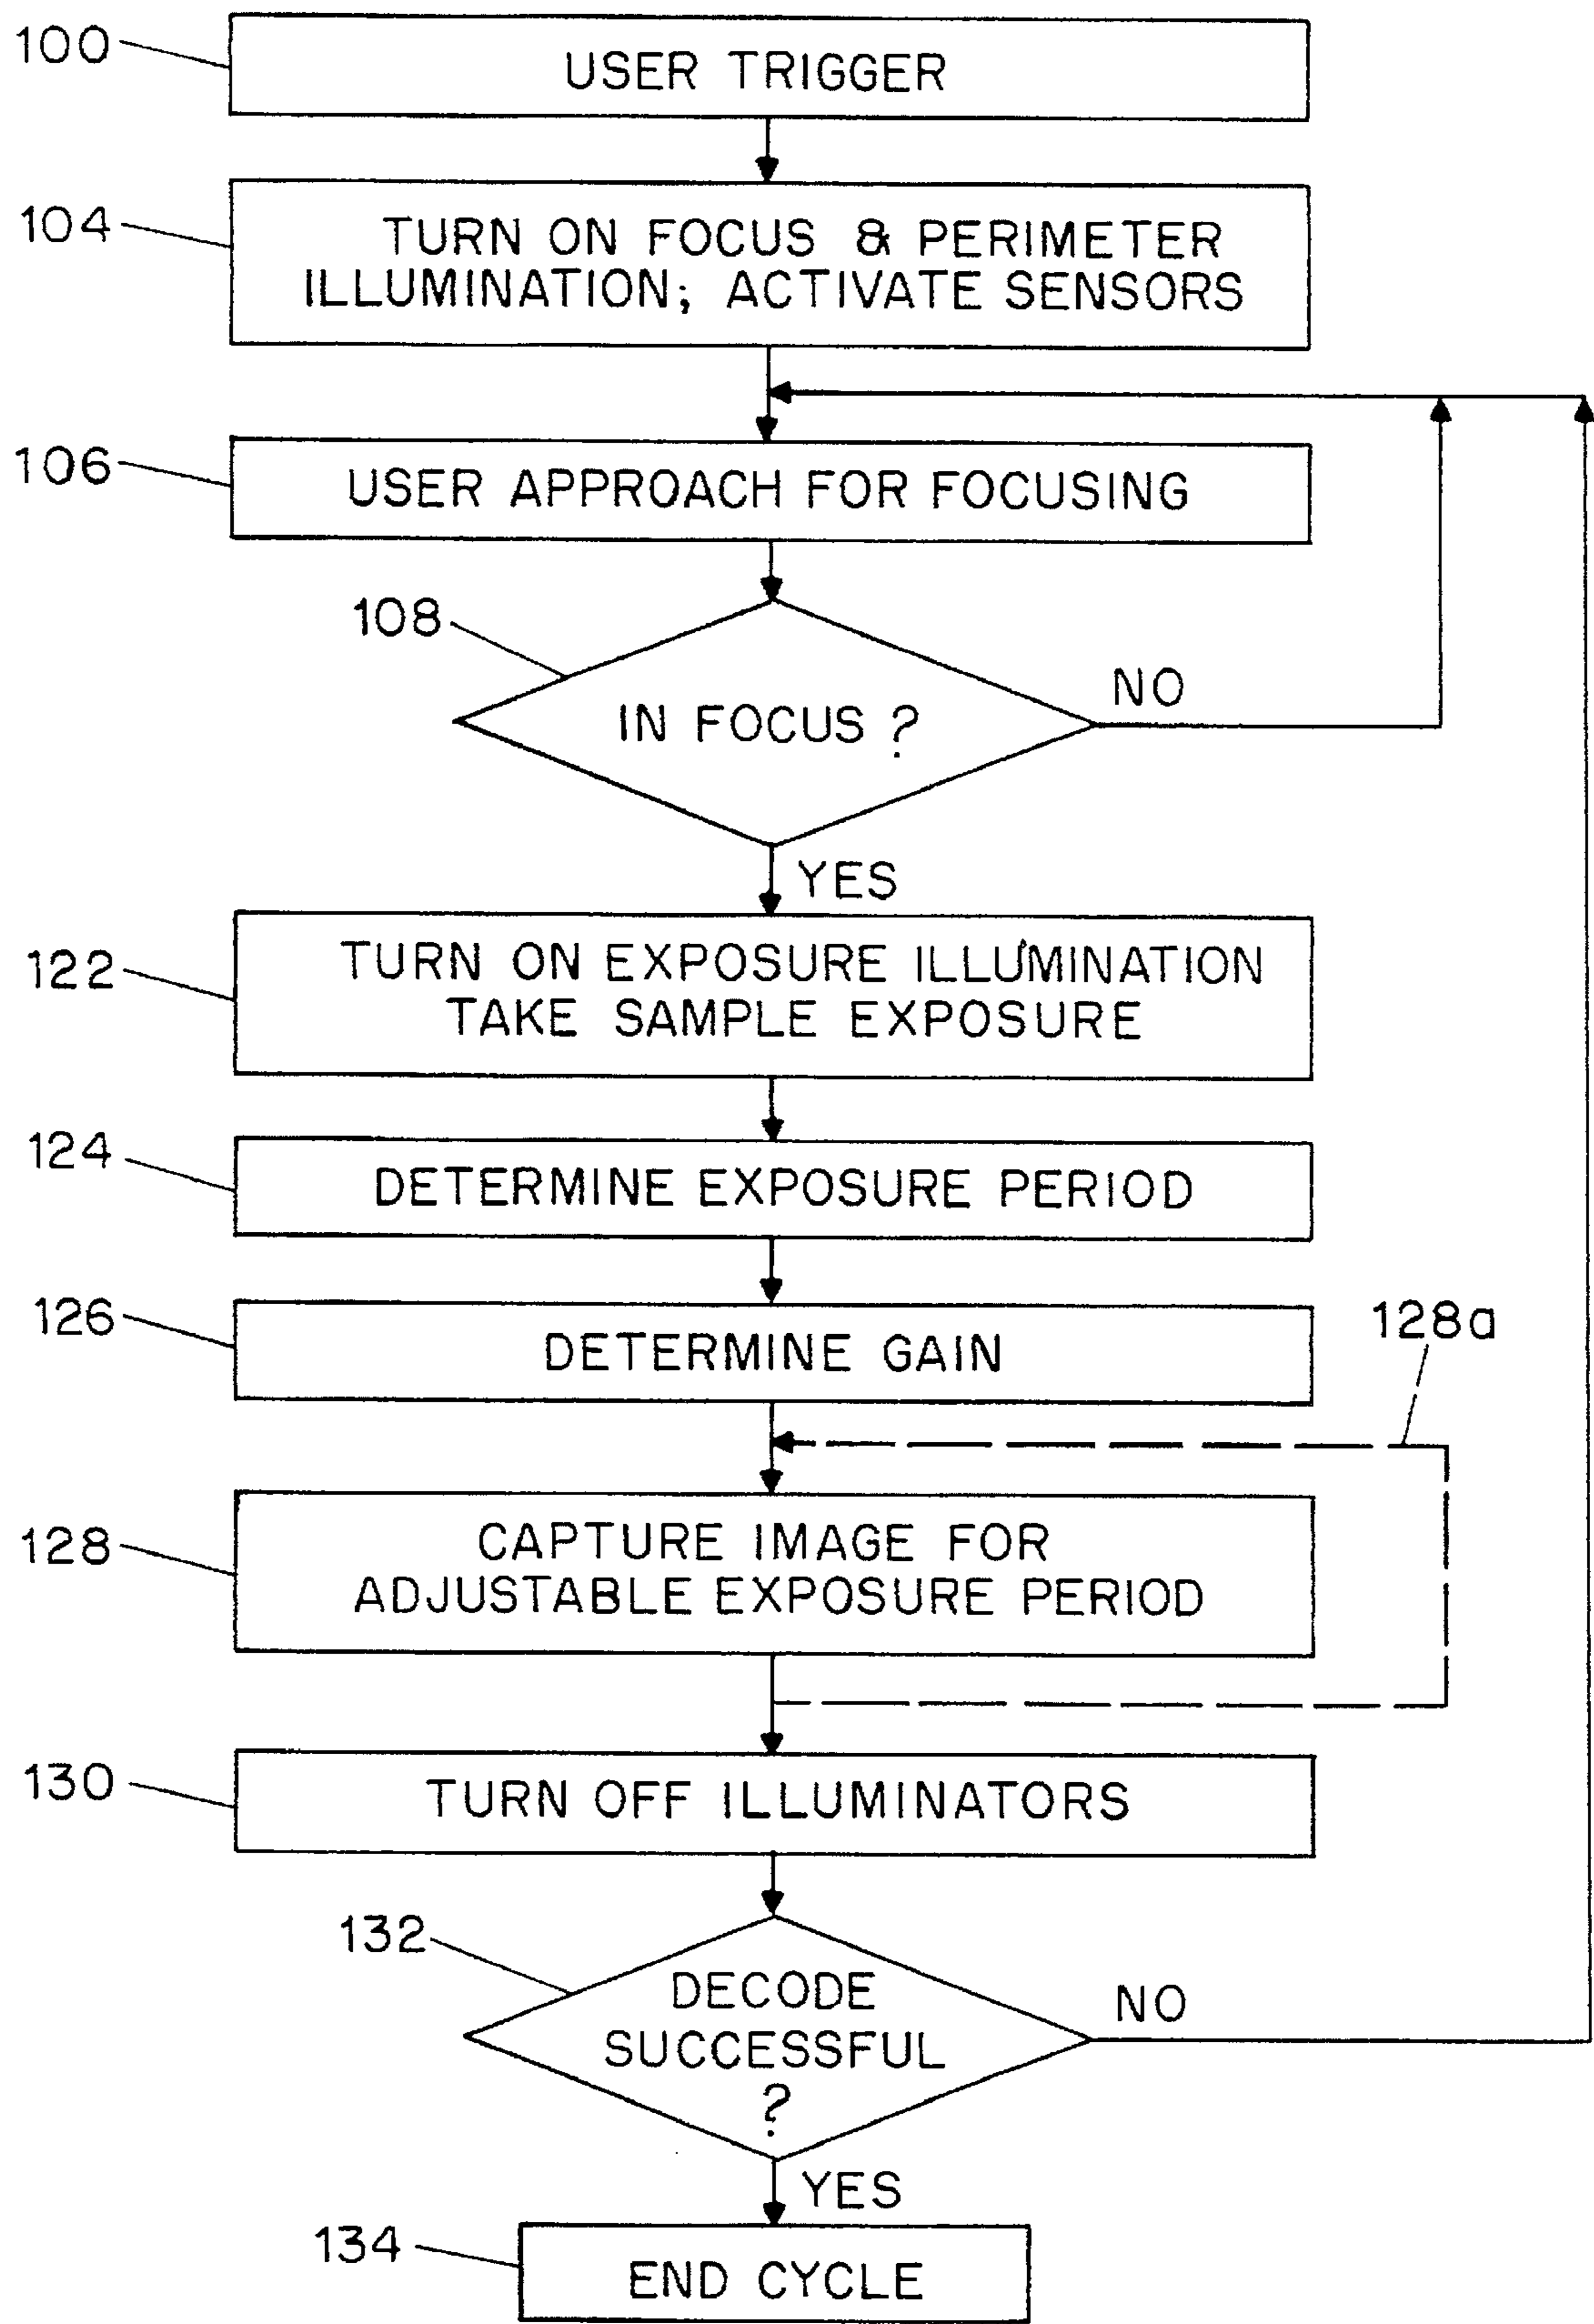 100
USER TRIGGER
104
TURN ON FOCUS & PERIMETER
ILLUMINATION; ACTIVATE SENSORS
106
USER APPROACH FOR FOCUSING
108
IN FOCUS ?
NO
YES
122
TURN ON EXPOSURE ILLUMINATION
TAKE SAMPLE EXPOSURE
124
DETERMINE EXPOSURE PERIOD
126
DETERMINE GAIN
128a
128
CAPTURE IMAGE FOR
ADJUSTABLE EXPOSURE PERIOD
130
TURN OFF ILLUMINATORS
132
DECODE
SUCCESSFUL
?
NO
YES
134
END CYCLE